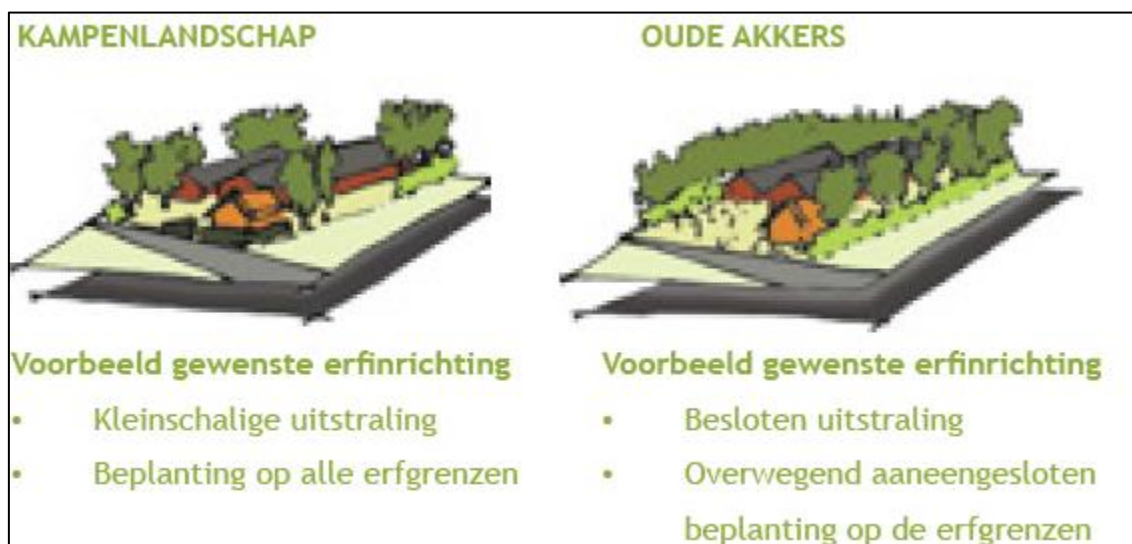 KAMPENLANDSCHAP
Voorbeeld gewenste erfinrichting
• Kleinschalige uitstraling
• Beplanting op alle erfgrenzen
OUDE AKKERS
Voorbeeld gewenste erfinrichting
• Besloten uitstraling
• Overwegend aaneengesloten
beplanting op de erfgrenzen